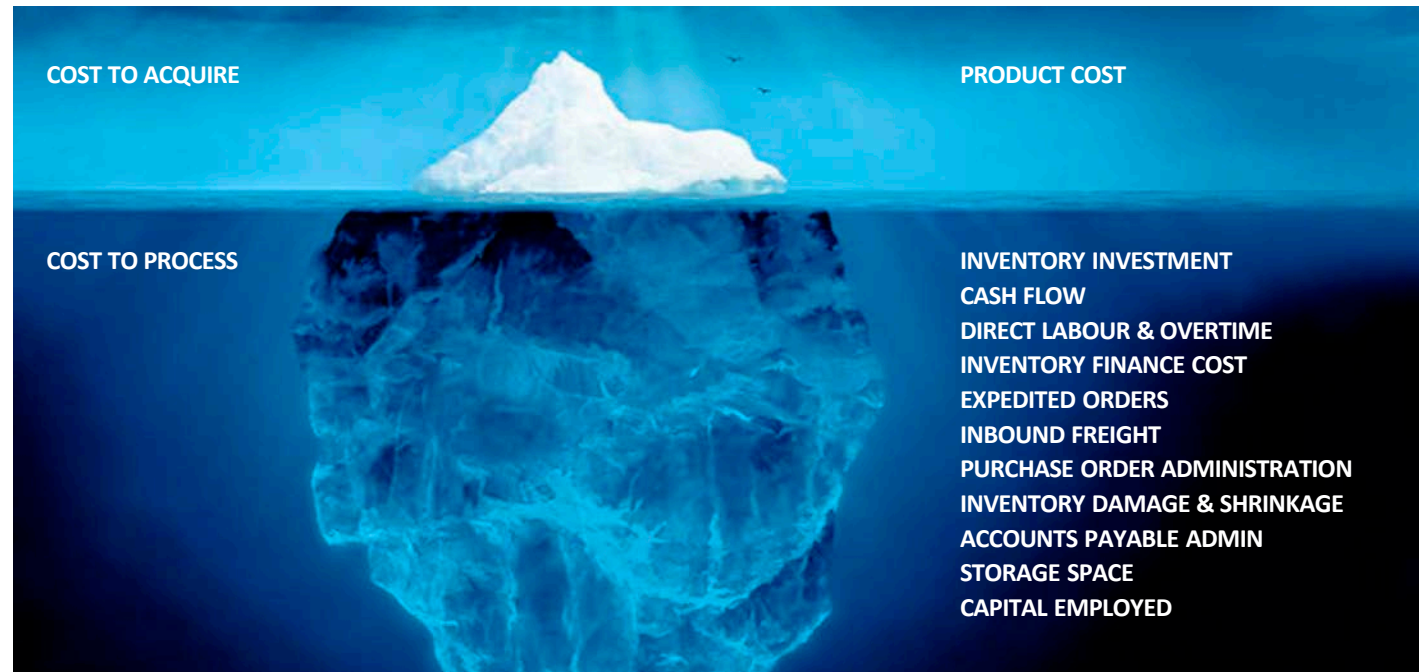 COST TO ACQUIRE
PRODUCT COST
COST TO PROCESS
INVENTORY INVESTMENT
CASH FLOW
DIRECT LABOUR & OVERTIME
INVENTORY FINANCE COST
EXPEDITED ORDERS
INBOUND FREIGHT
PURCHASE ORDER ADMINISTRATION
INVENTORY DAMAGE & SHRINKAGE
ACCOUNTS PAYABLE ADMIN
STORAGE SPACE
CAPITAL EMPLOYED